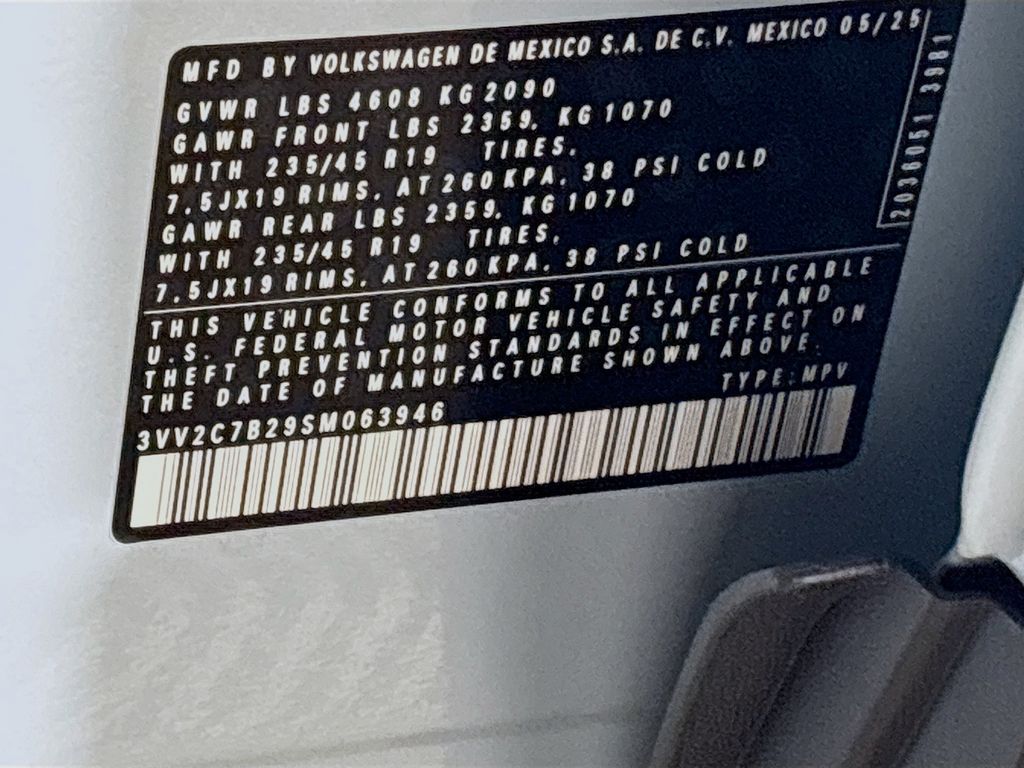 MFD BY VOLKSWAGEN DE MEXICO S.A. DE C.V. MEXICO 05/25
GVWR LBS 4608 KG 2090
GAWR FRONT LBS 2359, KG 1070
WITH 235/45 R19 TIRES,
7.5JX19 RIMS, AT 260 KPA, 38 PSI COLD
GAWR REAR LBS 2359, KG 1070
WITH 235/45 R19 TIRES,
7.5JX19 RIMS, AT 260 KPA, 38 PSI COLD
THIS VEHICLE CONFORMS TO ALL APPLICABLE
U.S. FEDERAL MOTOR VEHICLE SAFETY AND
THEFT PREVENTION STANDARDS IN EFFECT ON
THE DATE OF MANUFACTURE SHOWN ABOVE.
TYPE: MPV
3VV2C7B29SM063946
2036051 3981